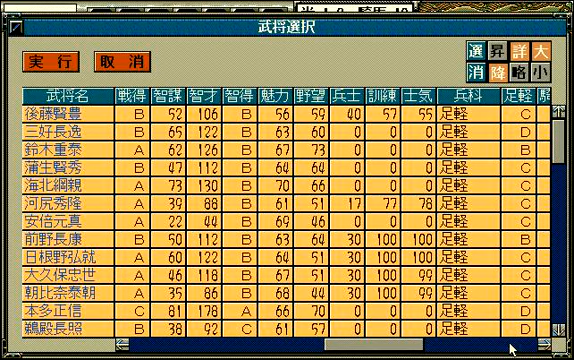 武将選択
実行 取消 選 昇 詳 大
消 降 略 小
武将名 戦得 智謀 智才 智得 魅力 野望 兵士 訓練 士気 兵科 足軽 騎
後藤賢豊 B 52 106 B 56 59 40 57 55 足軽 C
三好長逸 B 65 122 B 63 60 0 0 0 足軽 D
鈴木重泰 A 62 126 B 67 73 0 0 0 足軽 B
蒲生賢秀 B 47 112 B 64 64 0 0 0 足軽 C
海北綱親 A 73 130 B 70 66 0 0 0 足軽 C
河尻秀隆 A 39 88 B 61 51 17 77 78 足軽 C
安倍元真 A 22 44 B 69 46 0 0 0 足軽 D
前野長康 B 50 112 B 63 64 30 100 100 足軽 B
日根野弘就 A 60 122 B 64 51 30 100 100 足軽 C
大久保忠世 A 46 118 B 67 51 30 100 99 足軽 C
朝比奈泰朝 A 35 86 B 68 44 30 100 99 足軽 C
本多正信 C 81 178 A 66 70 0 0 0 足軽 D
鵜殿長照 B 38 92 C 61 57 0 0 0 足軽 D